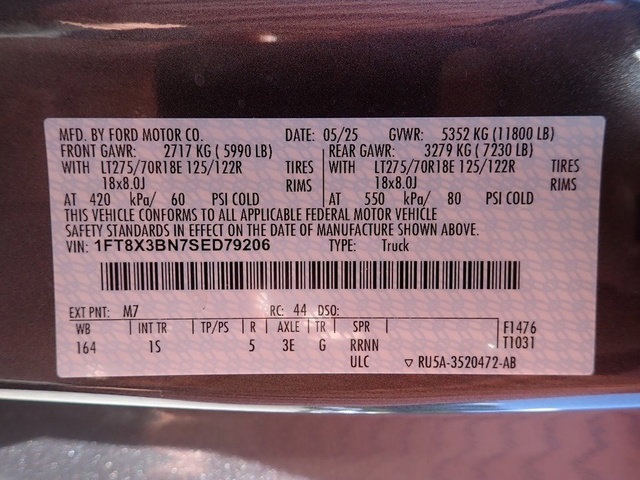 MFD. BY FORD MOTOR CO. DATE: 05/25 GVWR: 5352 KG (11800 LB)
FRONT GAWR: 2717 KG ( 5990 LB) REAR GAWR: 3279 KG ( 7230 LB)
WITH LT275/70R18E 125/122R TIRES WITH LT275/70R18E 125/122R TIRES
18x8.0J RIMS 18x8.0J RIMS
AT 420 kPa/ 60 PSI COLD AT 550 kPa/ 80 PSI COLD
THIS VEHICLE CONFORMS TO ALL APPLICABLE FEDERAL MOTOR VEHICLE
SAFETY STANDARDS IN EFFECT ON THE DATE OF MANUFACTURE SHOWN ABOVE.
VIN: 1FT8X3BN7SED79206 TYPE: Truck
EXT PNT: M7 RC: 44 DSO:
WB INT TR TP/PS R AXLE TR SPR F1476
164 1S 5 3E G RRNN T1031
ULC ▽ RU5A-3520472-AB